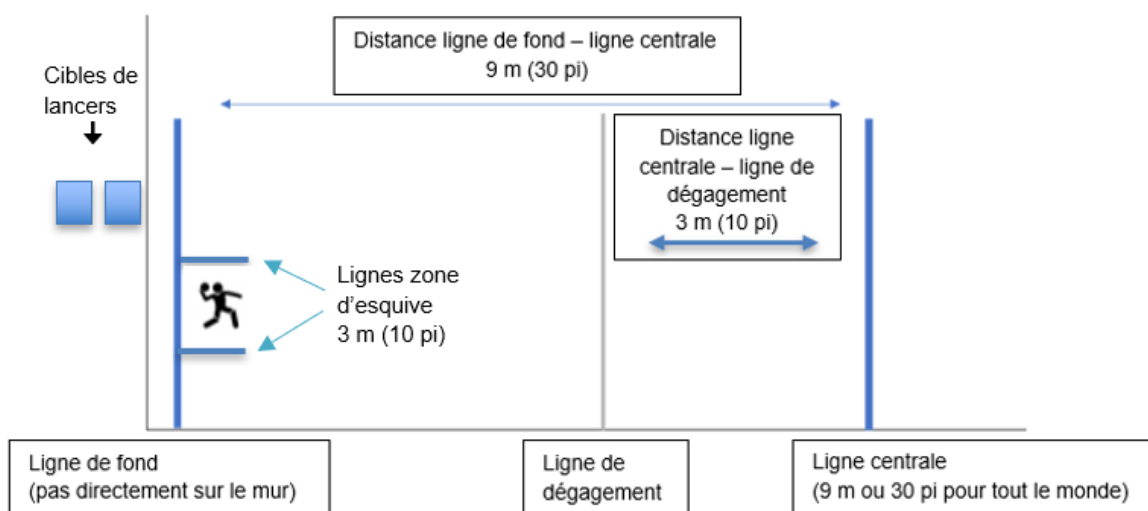 Distance ligne de fond – ligne centrale
9 m (30 pi)
Cibles de
lancers
Distance ligne
centrale – ligne de
dégagement
3 m (10 pi)
Lignes zone
d’esquive
3 m (10 pi)
Ligne de fond
(pas directement sur le mur)
Ligne de
dégagement
Ligne centrale
(9 m ou 30 pi pour tout le monde)